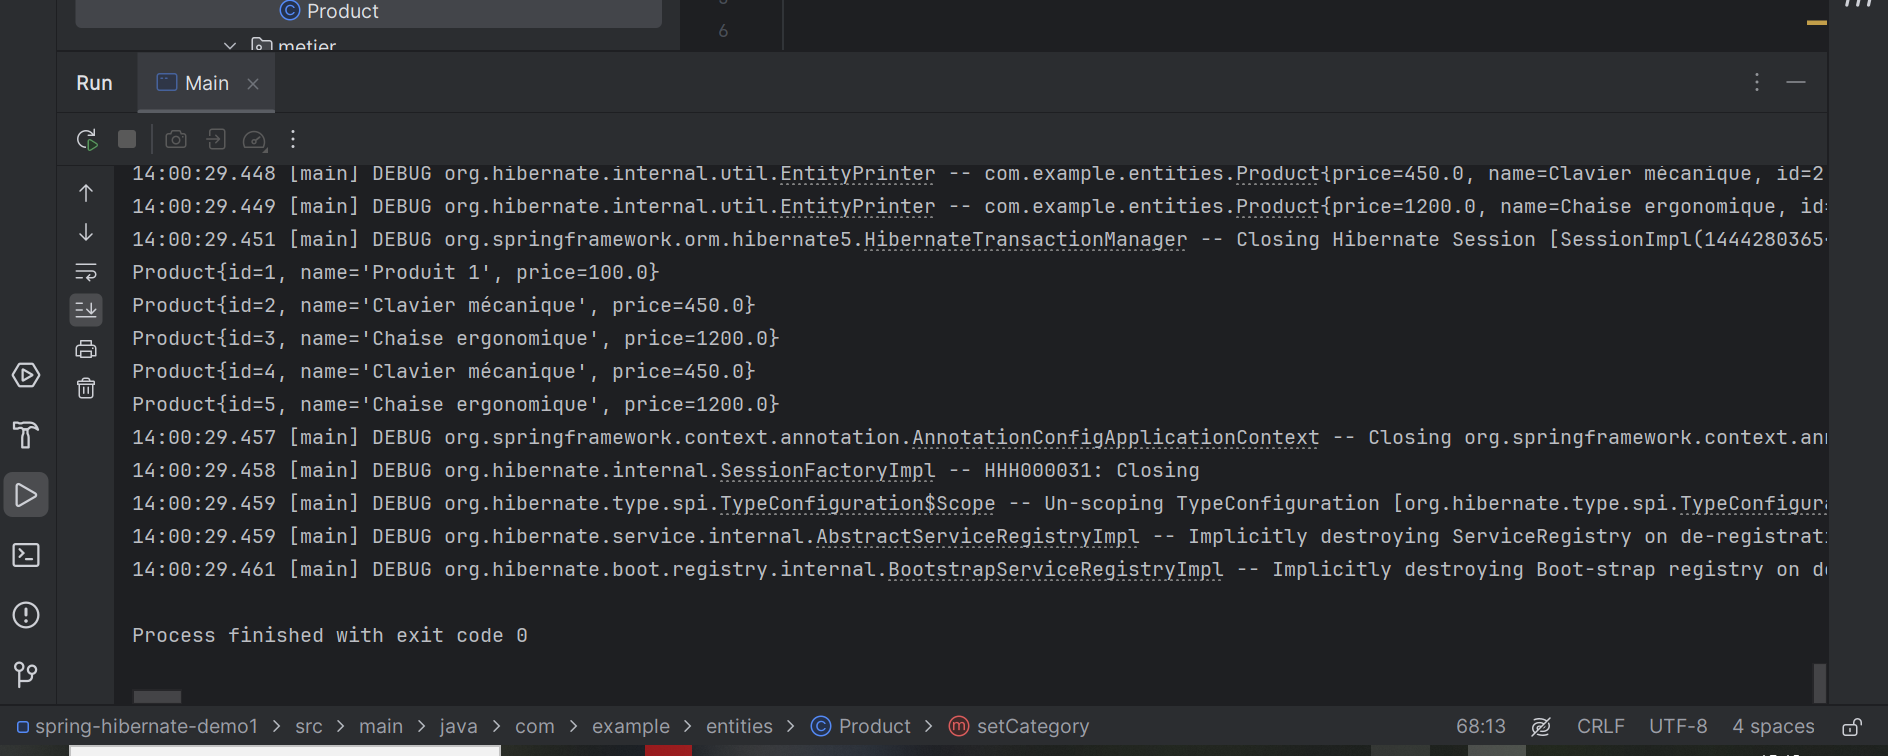 Product
metier
6
Run
Main
14:00:29.448 [main] DEBUG org.hibernate.internal.util.EntityPrinter -- com.example.entities.Product{price=450.0, name=Clavier mécanique, id=2
14:00:29.449 [main] DEBUG org.hibernate.internal.util.EntityPrinter -- com.example.entities.Product{price=1200.0, name=Chaise ergonomique, id=
14:00:29.451 [main] DEBUG org.springframework.orm.hibernate5.HibernateTransactionManager -- Closing Hibernate Session [SessionImpl(1444280365
Product{id=1, name='Produit 1', price=100.0}
Product{id=2, name='Clavier mécanique', price=450.0}
Product{id=3, name='Chaise ergonomique', price=1200.0}
Product{id=4, name='Clavier mécanique', price=450.0}
Product{id=5, name='Chaise ergonomique', price=1200.0}
14:00:29.457 [main] DEBUG org.springframework.context.annotation.AnnotationConfigApplicationContext -- Closing org.springframework.context.an
14:00:29.458 [main] DEBUG org.hibernate.internal.SessionFactoryImpl -- HHH000031: Closing
14:00:29.459 [main] DEBUG org.hibernate.type.spi.TypeConfiguration$Scope -- Un-scoping TypeConfiguration [org.hibernate.type.spi.TypeConfigura
14:00:29.459 [main] DEBUG org.hibernate.service.internal.AbstractServiceRegistryImpl -- Implicitly destroying ServiceRegistry on de-registrati
14:00:29.461 [main] DEBUG org.hibernate.boot.registry.internal.BootstrapServiceRegistryImpl -- Implicitly destroying Boot-strap registry on d
Process finished with exit code 0
spring-hibernate-demo1 > src > main > java > com > example > entities > Product > setCategory 68:13 CRLF UTF-8 4 spaces